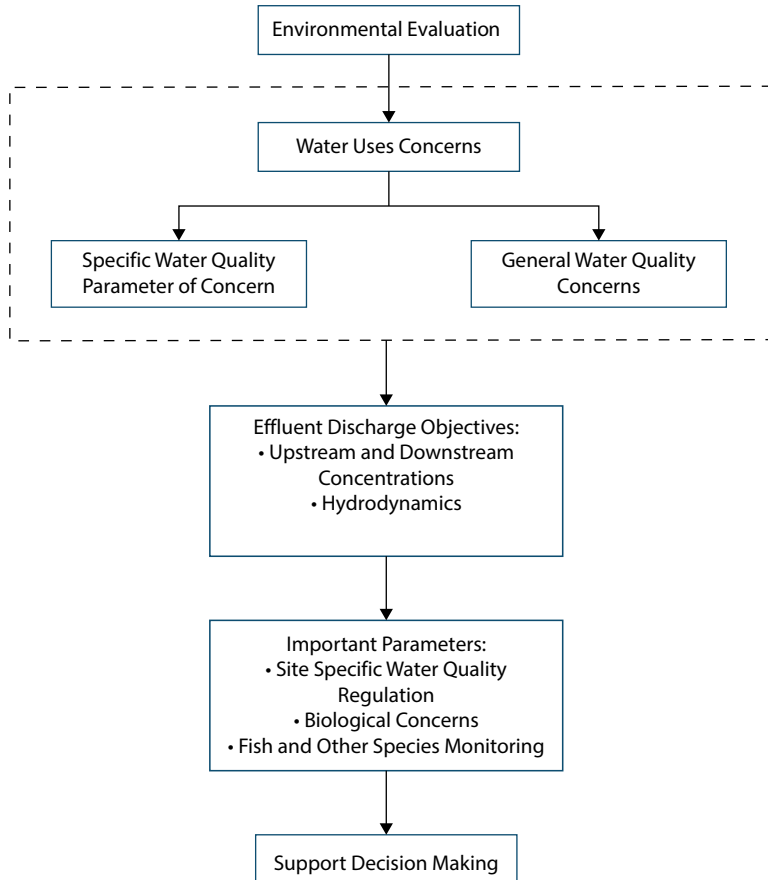 Environmental Evaluation
Water Uses Concerns
Specific Water Quality
Parameter of Concern
General Water Quality
Concerns
Effluent Discharge Objectives:
• Upstream and Downstream
Concentrations
• Hydrodynamics
Important Parameters:
• Site Specific Water Quality
Regulation
• Biological Concerns
• Fish and Other Species Monitoring
Support Decision Making